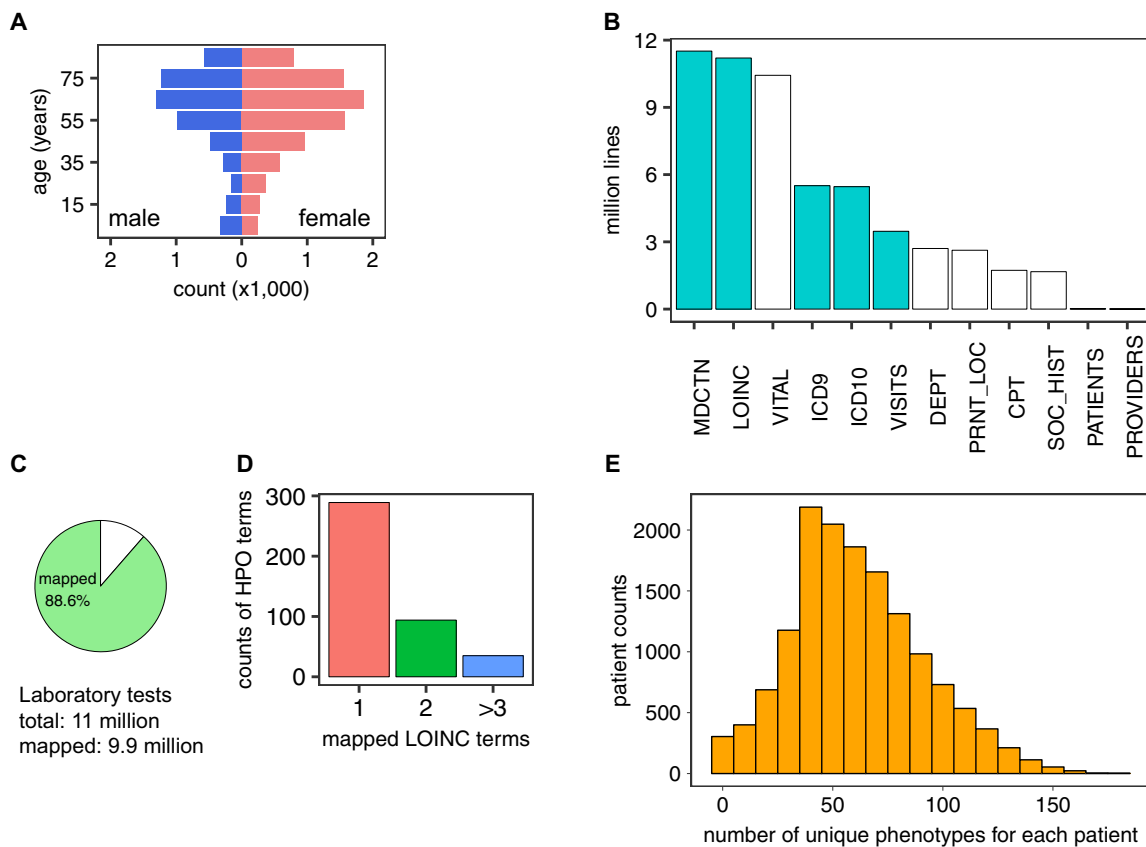 A
75
55
35
15
age (years)
male
female
2 1 0 1 2
count (x1,000)
B
12
9
6
3
0
million lines
MDCTN
LOINC
VITAL
ICD9
ICD10
VISITS
DEPT
PRNT_LOC
CPT
SOC_HIST
PATIENTS
PROVIDERS
C
mapped
88.6%
Laboratory tests
total: 11 million
mapped: 9.9 million
D
300
200
100
0
counts of HPO terms
1 2 >3
mapped LOINC terms
E
2000
1500
1000
500
0
patient counts
0 50 100 150
number of unique phenotypes for each patient